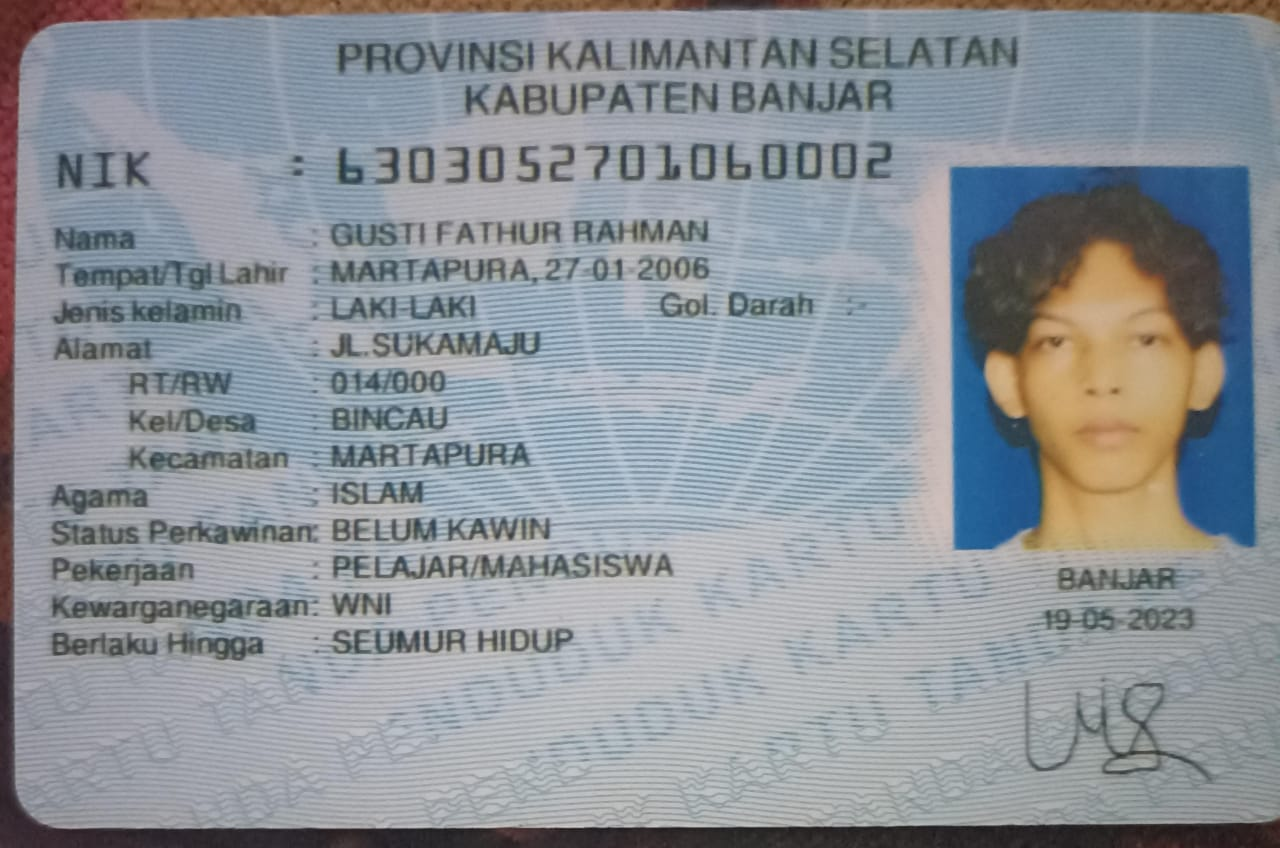 PROVINSI KALIMANTAN SELATAN
KABUPATEN BANJAR
NIK : 6303052701060002
Nama : GUSTI FATHUR RAHMAN
Tempat/Tgl Lahir : MARTAPURA, 27-01-2006
Jenis kelamin : LAKI-LAKI Gol. Darah : -
Alamat : JL.SUKAMAJU
RT/RW : 014/000
Kel/Desa : BINCAU
Kecamatan : MARTAPURA
Agama : ISLAM
Status Perkawinan: BELUM KAWIN
Pekerjaan : PELAJAR/MAHASISWA
Kewarganegaraan: WNI
Berlaku Hingga : SEUMUR HIDUP
BANJAR
19-05-2023